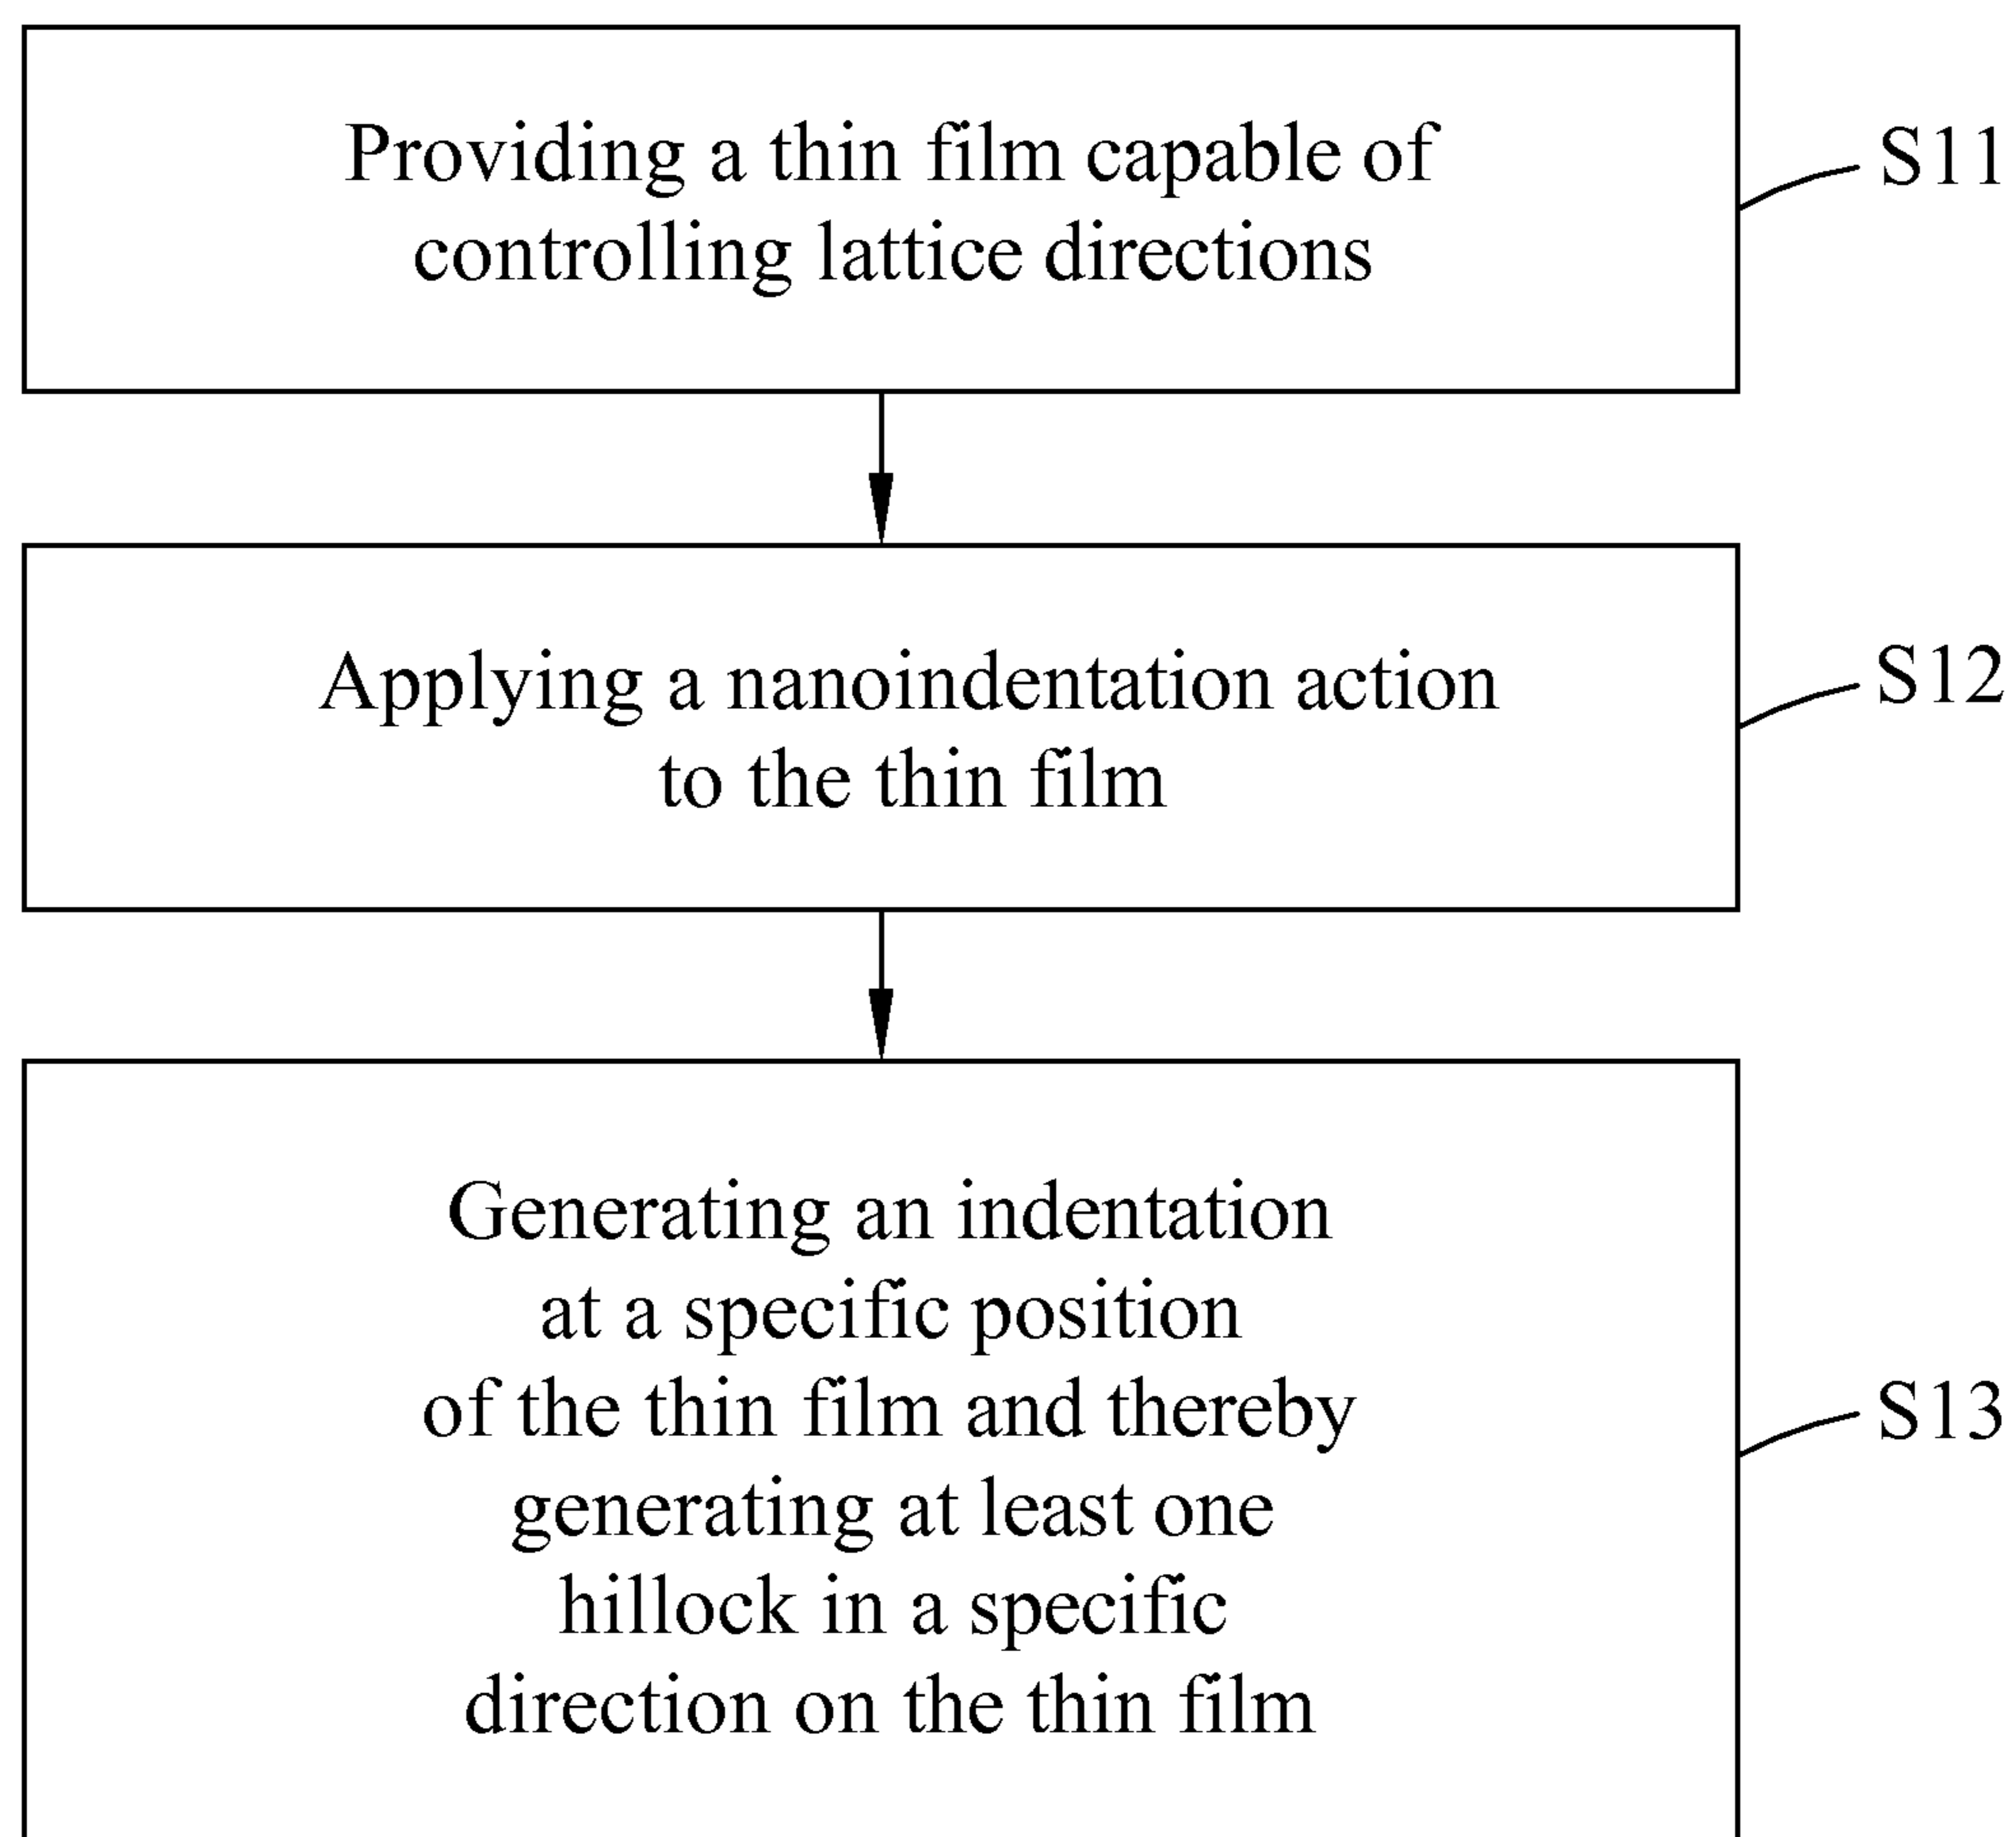 Providing a thin film capable of
controlling lattice directions
S11
Applying a nanoindentation action
to the thin film
S12
Generating an indentation
at a specific position
of the thin film and thereby
generating at least one
hillock in a specific
direction on the thin film
S13